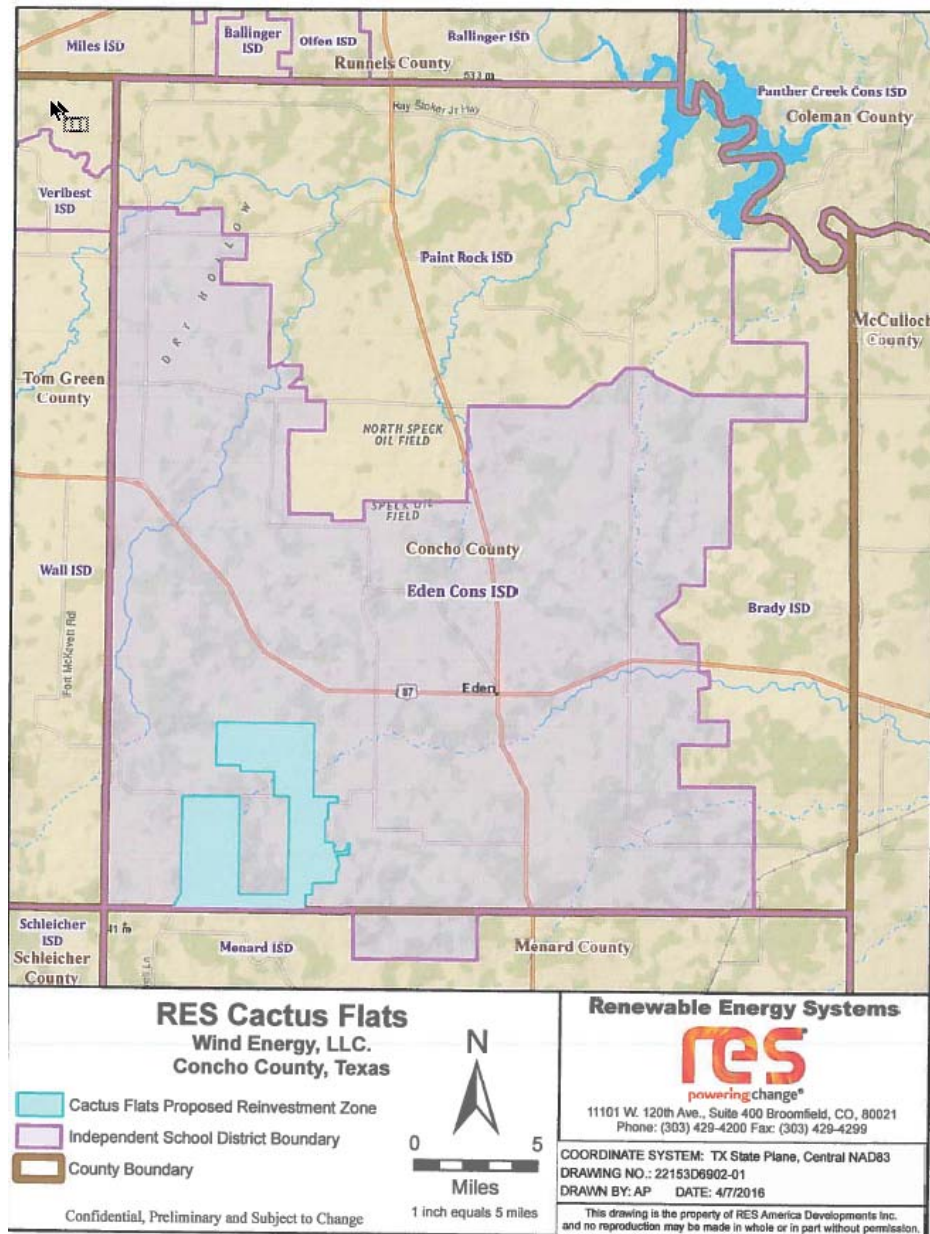 Miles ISD
Ballinger
ISD
Olfen ISD
Ballinger ISD
Runnels County
533 m
Panther Creek Cons ISD
Coleman County
Veribest
ISD
DRY HOLLOW
Paint Rock ISD
McCulloch
County
Tom Green
County
NORTH SPECK
OIL FIELD
SPECK OIL
FIELD
Concho County
Wall ISD
Eden Cons ISD
Brady ISD
87
Eden
Schleicher
ISD
Schleicher
County
Menard ISD
Menard County
RES Cactus Flats
Wind Energy, LLC.
Concho County, Texas
N
Cactus Flats Proposed Reinvestment Zone
Independent School District Boundary
County Boundary
0 5
Miles
1 inch equals 5 miles
Confidential, Preliminary and Subject to Change
Renewable Energy Systems
res
powering change®
11101 W. 120th Ave., Suite 400 Broomfield, CO, 80021
Phone: (303) 429-4200 Fax: (303) 429-4299
COORDINATE SYSTEM: TX State Plane, Central NAD83
DRAWING NO.: 22153D6902-01
DRAWN BY: AP DATE: 4/7/2016
This drawing is the property of RES America Developments Inc.
and no reproduction may be made in whole or in part without permission.